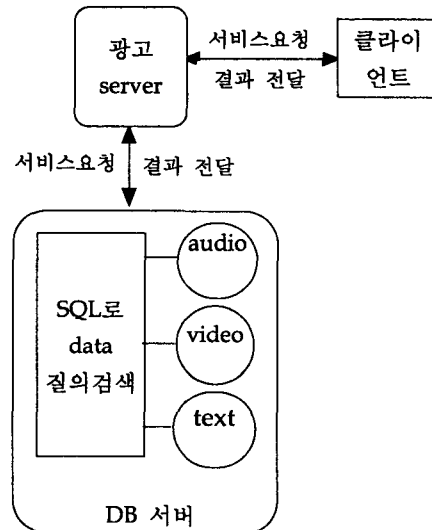 광고
server
서비스요청
결과 전달
클라이
언트
서비스요청
결과 전달
SQL로
data
질의검색
audio
video
text
DB 서버